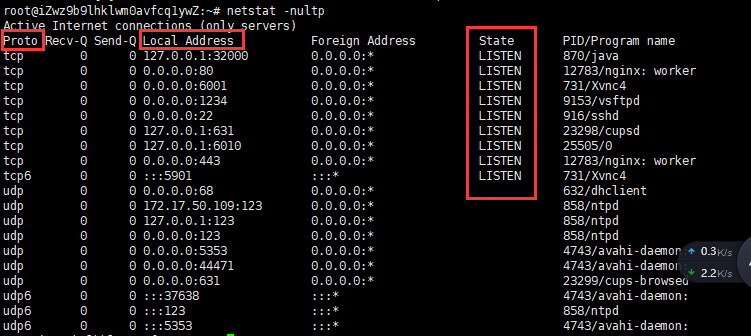 root@iZwz9b9lhklwm0avfcq1ywZ:~# netstat -nultp
Active Internet connections (only servers)
Proto Recv-Q Send-Q Local Address Foreign Address State PID/Program name
tcp 0 0 127.0.0.1:32000 0.0.0.0:* LISTEN 870/java
tcp 0 0 0.0.0.0:80 0.0.0.0:* LISTEN 12783/nginx: worker
tcp 0 0 0.0.0.0:6001 0.0.0.0:* LISTEN 731/Xvnc4
tcp 0 0 0.0.0.0:1234 0.0.0.0:* LISTEN 9153/vsftpd
tcp 0 0 0.0.0.0:22 0.0.0.0:* LISTEN 916/sshd
tcp 0 0 127.0.0.1:631 0.0.0.0:* LISTEN 23298/cupsd
tcp 0 0 127.0.0.1:6010 0.0.0.0:* LISTEN 25505/0
tcp 0 0 0.0.0.0:443 0.0.0.0:* LISTEN 12783/nginx: worker
tcp6 0 0 :::5901 :::* LISTEN 731/Xvnc4
udp 0 0 0.0.0.0:68 0.0.0.0:* 632/dhclient
udp 0 0 172.17.50.109:123 0.0.0.0:* 858/ntpd
udp 0 0 127.0.0.1:123 0.0.0.0:* 858/ntpd
udp 0 0 0.0.0.0:123 0.0.0.0:* 858/ntpd
udp 0 0 0.0.0.0:5353 0.0.0.0:* 4743/avahi-daemon:
udp 0 0 0.0.0.0:44471 0.0.0.0:* 4743/avahi-daemon:
udp 0 0 0.0.0.0:631 0.0.0.0:* 23299/cups-browsed
udp6 0 0 :::37638 :::* 4743/avahi-daemon:
udp6 0 0 :::123 :::* 858/ntpd
udp6 0 0 :::5353 :::* 4743/avahi-daemon:
0.3K/s
2.2K/s